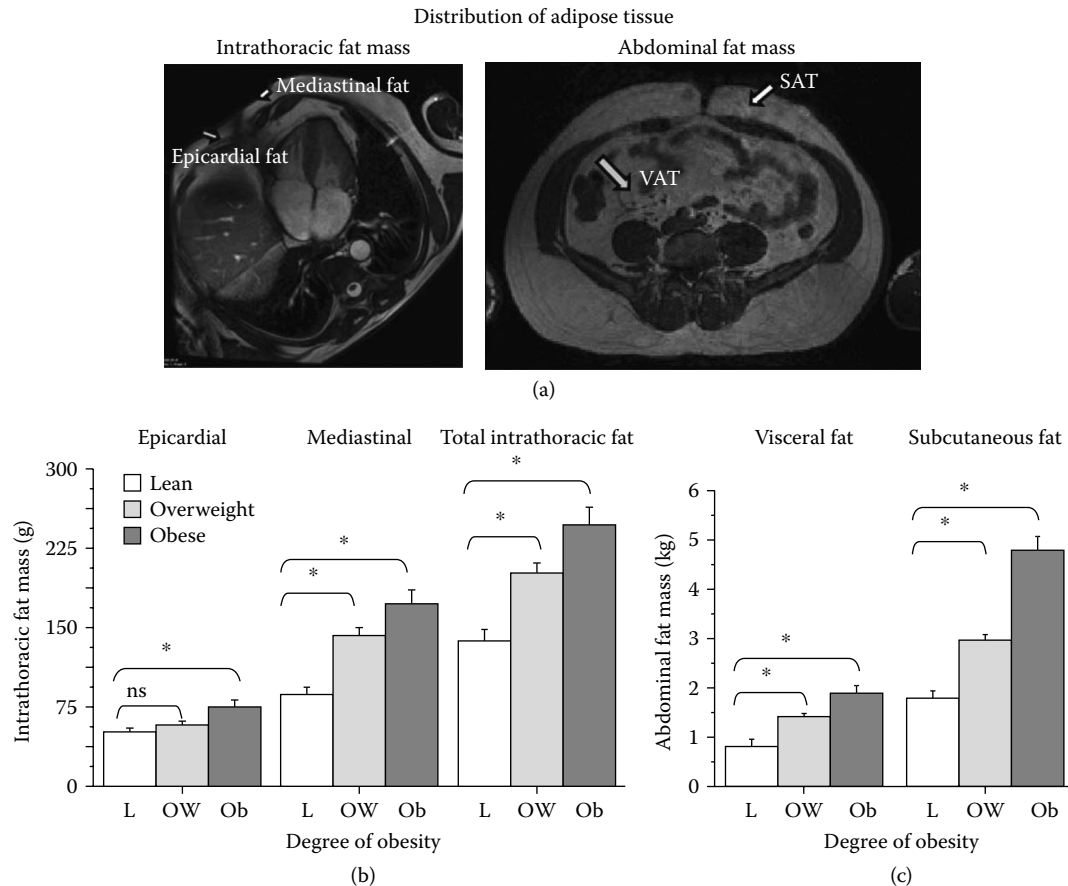 Distribution of adipose tissue
Intrathoracic fat mass
Abdominal fat mass
Mediastinal fat
Epicardial fat
SAT
VAT
(a)
Epicardial
Mediastinal
Total intrathoracic fat
Lean
Overweight
Obese
Intrathoracic fat mass (g)
300
225
150
75
0
ns
*
*
*
*
*
L OW Ob L OW Ob L OW Ob
Degree of obesity
(b)
Visceral fat
Subcutaneous fat
Abdominal fat mass (kg)
6
5
4
3
2
1
0
*
*
*
*
L OW Ob L OW Ob
Degree of obesity
(c)